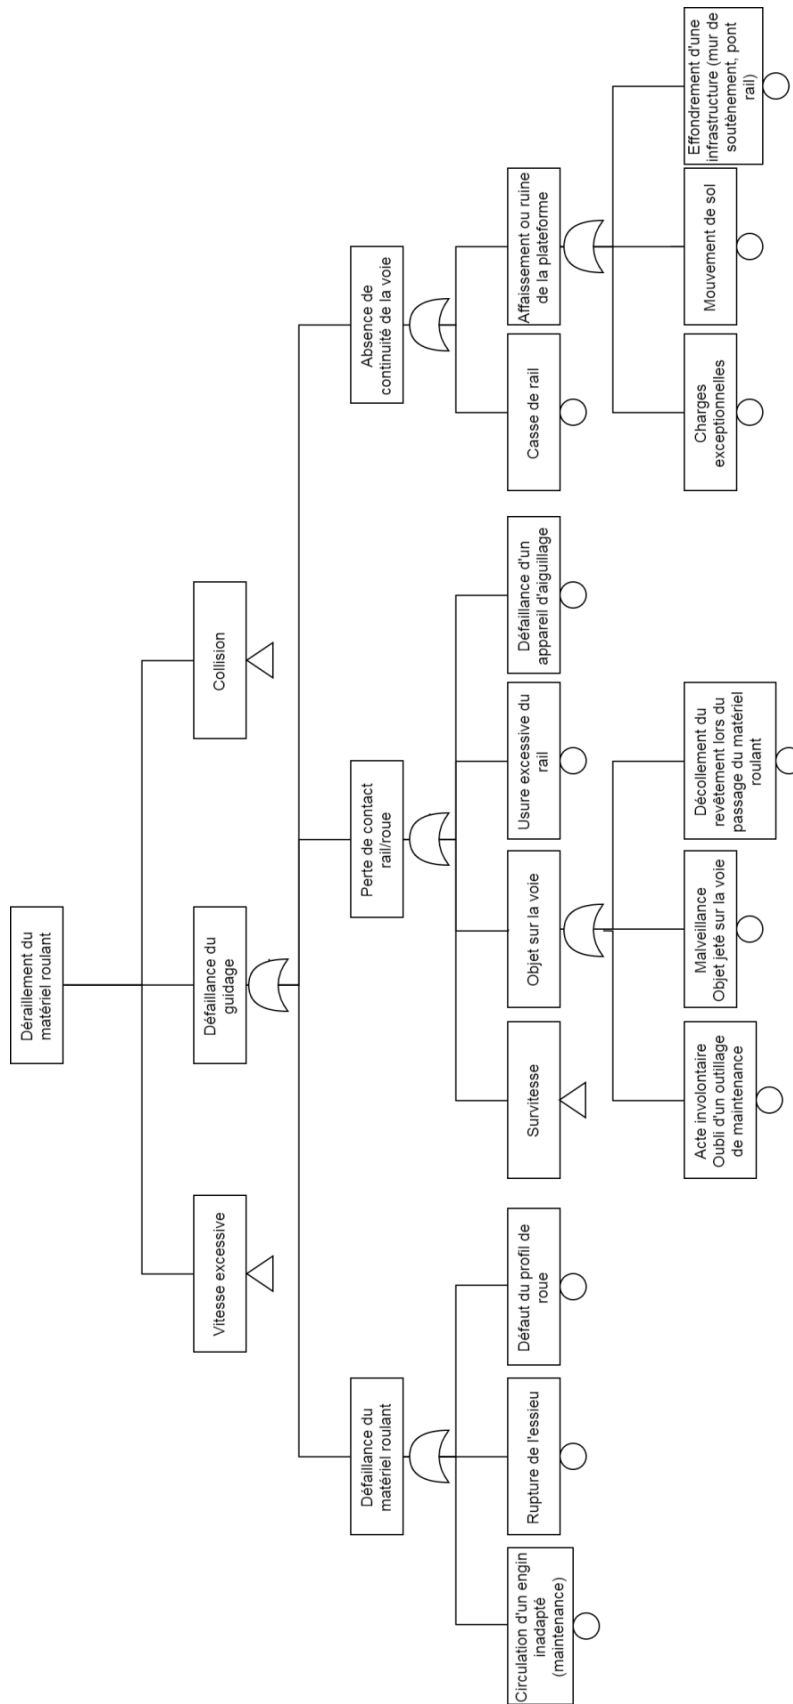 Déraillement du
matériel roulant
Vitesse excessive
Défaillance du
guidage
Collision
Défaillance du
matériel roulant
Perte de contact
rail/roue
Absence de
continuité de la voie
Circulation d'un engin
inadapté
(maintenance)
Rupture de l'essieu
Défaut du profil de
roue
Survitesse
Objet sur la voie
Usure excessive du
rail
Défaillance d'un
appareil d'aiguillage
Casse de rail
Affaissement ou ruine
de la plateforme
Acte involontaire
Oubli d'un outillage
de maintenance
Malveillance
Objet jeté sur la voie
Décollement du
revêtement lors du
passage du matériel
roulant
Charges
exceptionnelles
Mouvement de sol
Effondrement d'une
infrastructure (mur de
soutènement, pont
rail)